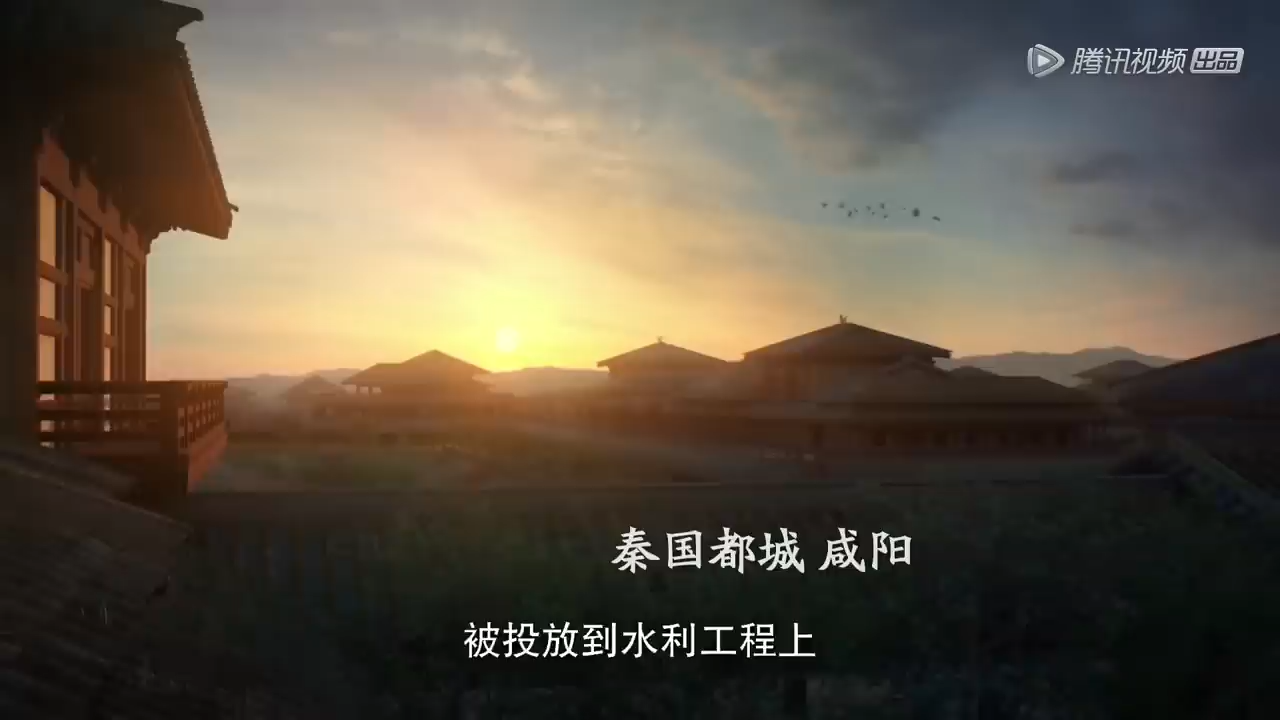 腾讯视频 出品
秦国都城 咸阳
被投放到水利工程上